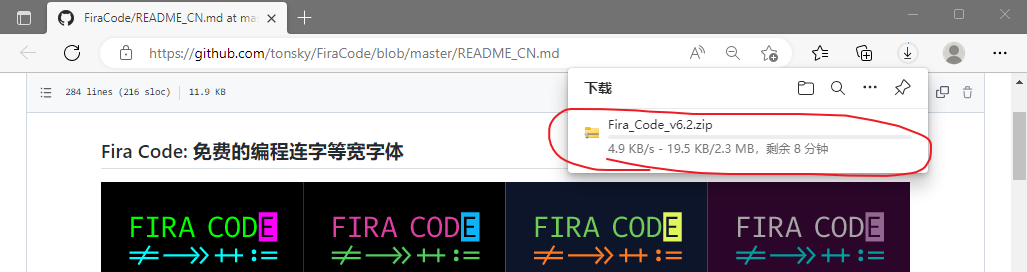 FiraCode/README_CN.md at mas
https://github.com/tonsky/FiraCode/blob/master/README_CN.md
下载
284 lines (216 sloc) 11.9 KB
Fira_Code_v6.2.zip
4.9 KB/s - 19.5 KB/2.3 MB，剩余 8 分钟
Fira Code: 免费的编程连字等宽字体
FIRA CODE FIRA CODE FIRA CODE FIRA CODE
≠ ->> ++ := ≠ ->> ++ := ≠ ->> ++ := ≠ ->> ++ :=